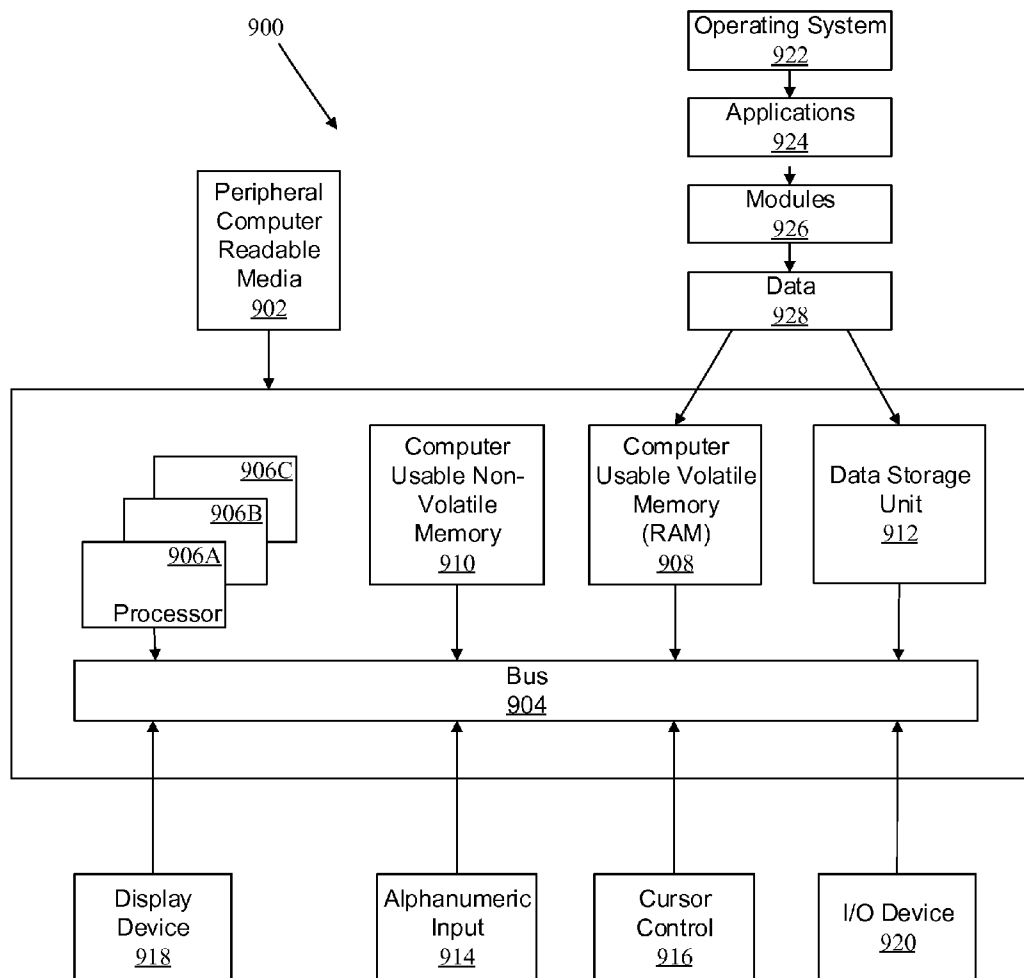 900
Operating System
922
Applications
924
Modules
926
Data
928
Peripheral
Computer
Readable
Media
902
906C
906B
906A
Processor
Computer
Usable Non-
Volatile
Memory
910
Computer
Usable Volatile
Memory
(RAM)
908
Data Storage
Unit
912
Bus
904
Display
Device
918
Alphanumeric
Input
914
Cursor
Control
916
I/O Device
920